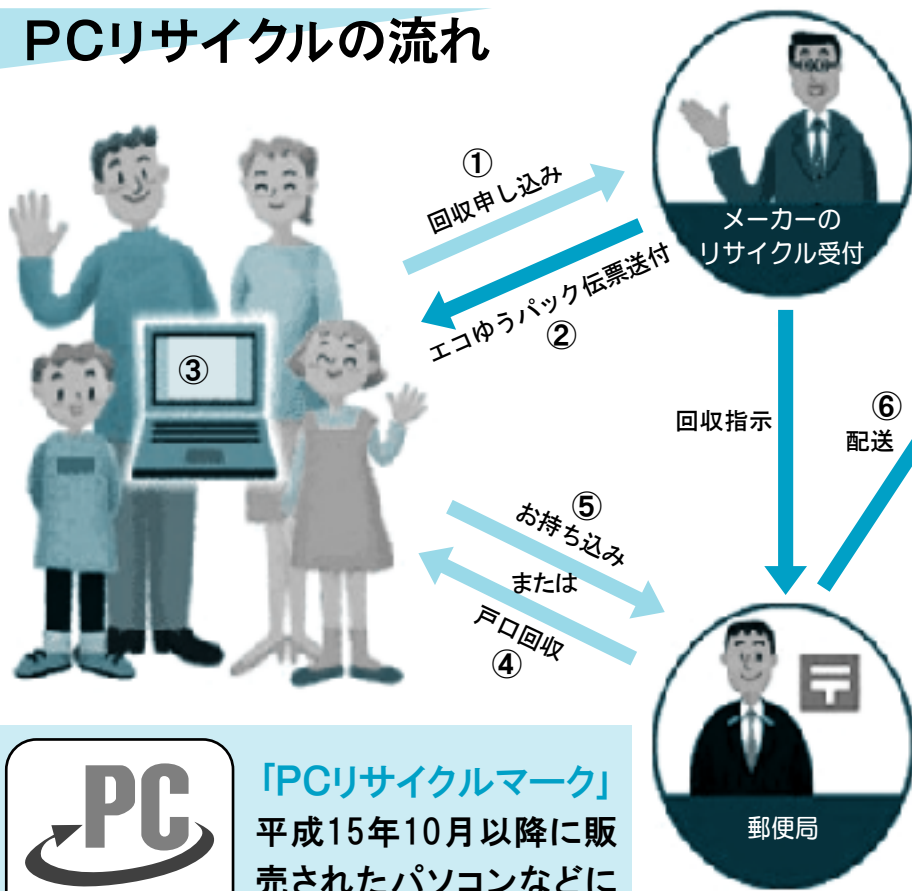 PCリサイクルの流れ
①
回収申し込み
メーカーの
リサイクル受付
エコゆうパック伝票送付
②
③
回収指示
⑥
配送
⑤
お持ち込み
または
戸口回収
④
郵便局
PC
「PCリサイクルマーク」
平成15年10月以降に販
売されたパソコンなどに